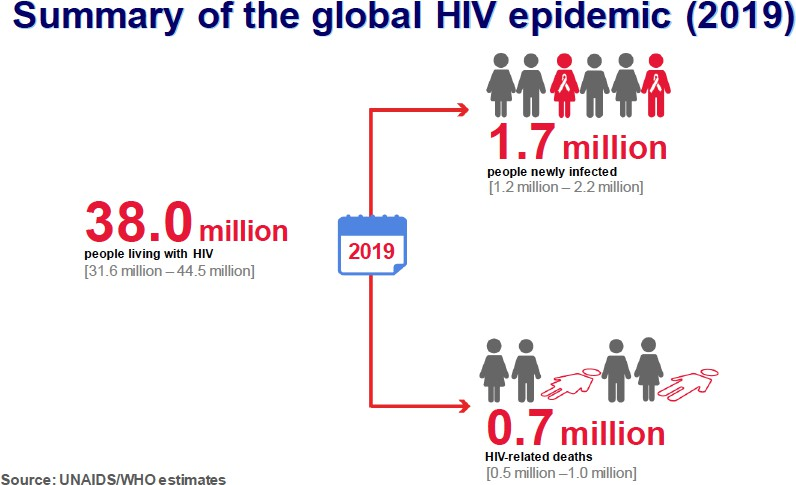 Summary of the global HIV epidemic (2019)
1.7 million
people newly infected
[1.2 million – 2.2 million]
38.0 million
people living with HIV
[31.6 million – 44.5 million]
2019
0.7 million
HIV-related deaths
[0.5 million –1.0 million]
Source: UNAIDS/WHO estimates